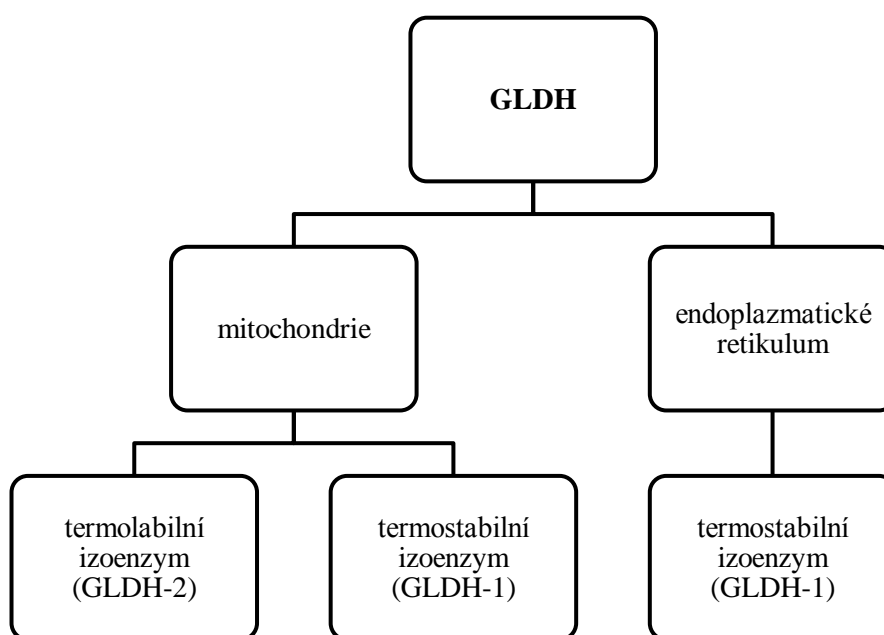 GLDH
mitochondrie
endoplazmatické
retikulum
termolabilní
izoenzym
(GLDH-2)
termostabilní
izoenzym
(GLDH-1)
termostabilní
izoenzym
(GLDH-1)